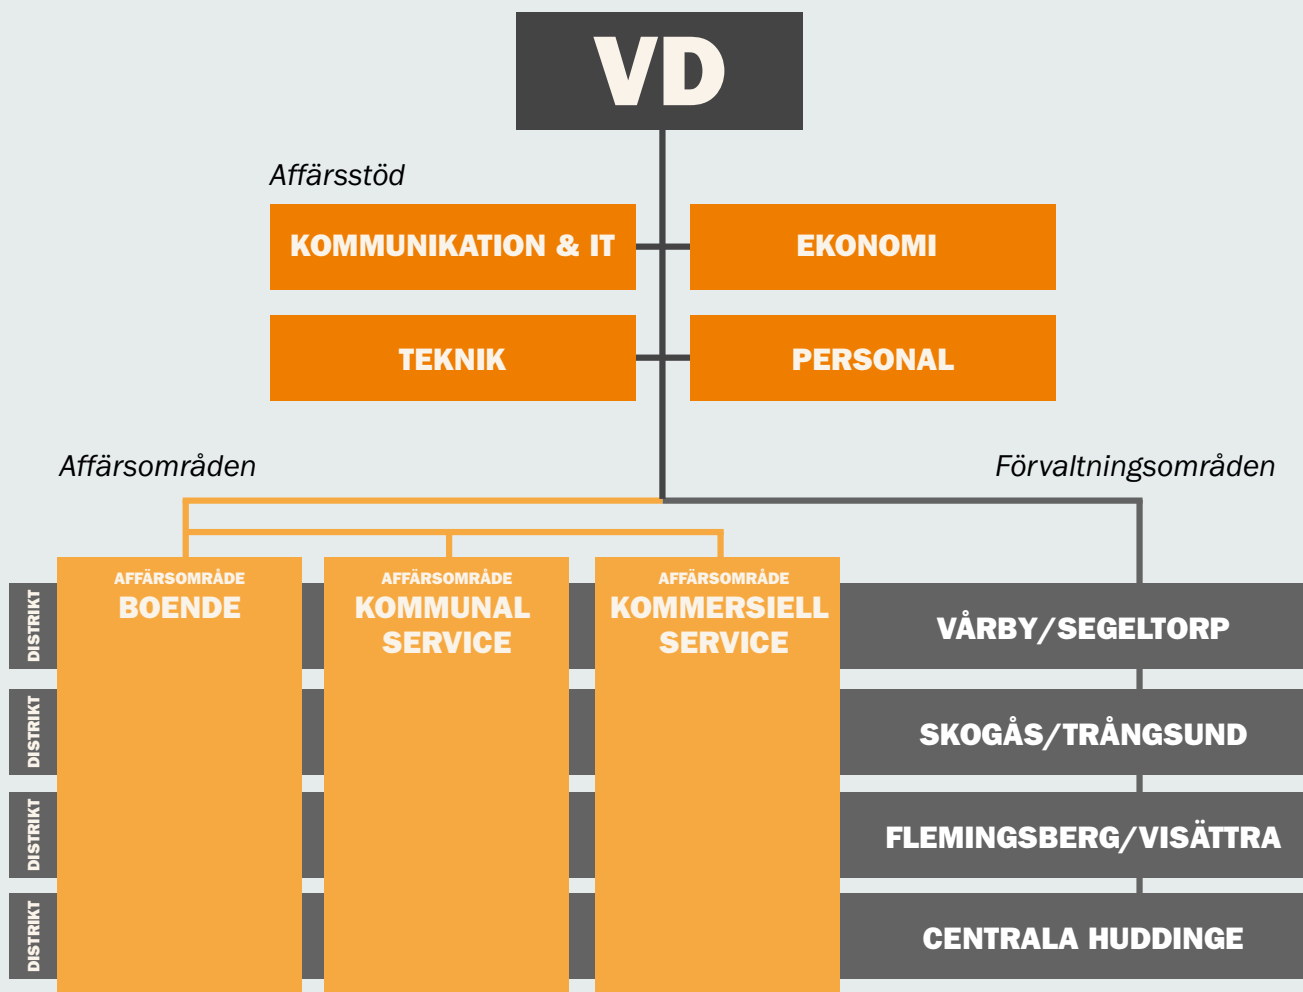 VD
Affärsstöd
KOMMUNIKATION & IT
EKONOMI
TEKNIK
PERSONAL
Affärsområden
Förvaltningsområden
AFFÄRSOMRÅDE
BOENDE
AFFÄRSOMRÅDE
KOMMUNAL
SERVICE
AFFÄRSOMRÅDE
KOMMERSIELL
SERVICE
DISTRIKT
VÅRBY/SEGELTORP
DISTRIKT
SKOGÅS/TRÅNGSUND
DISTRIKT
FLEMINGSBERG/VISÄTTRA
DISTRIKT
CENTRALA HUDDINGE